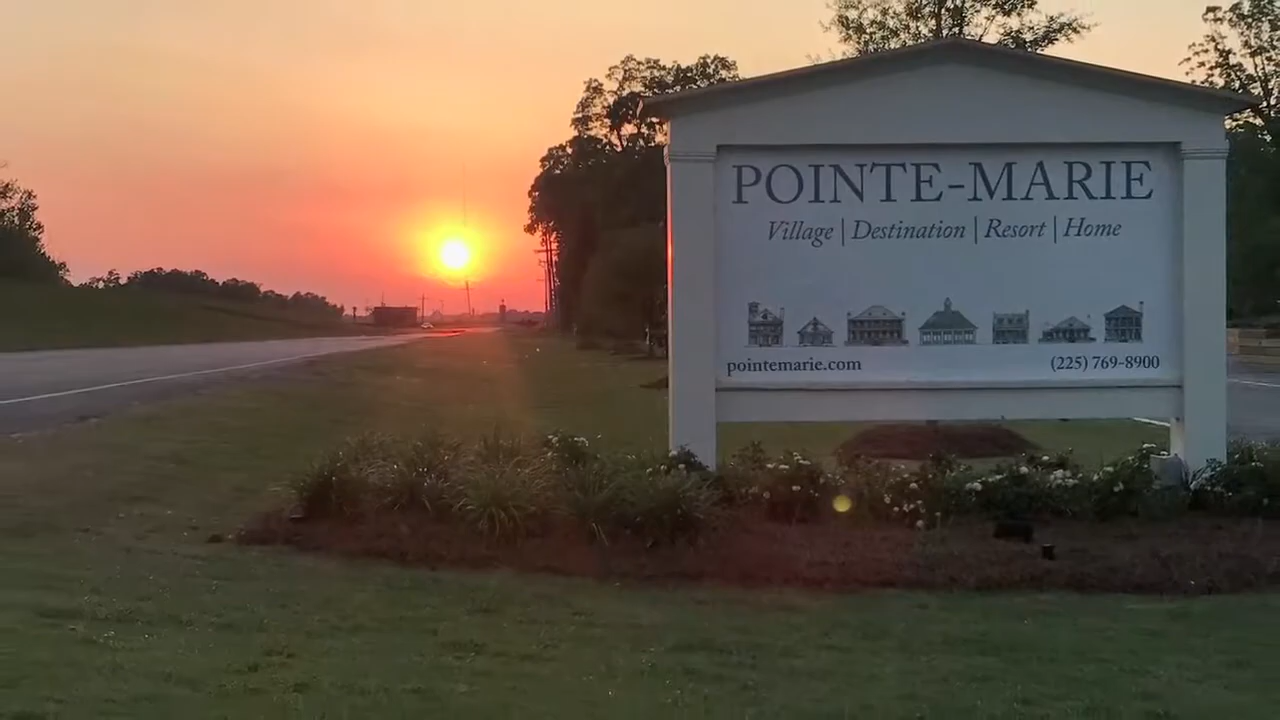 POINTE-MARIE
Village | Destination | Resort | Home
pointemarie.com
(225) 769-8900